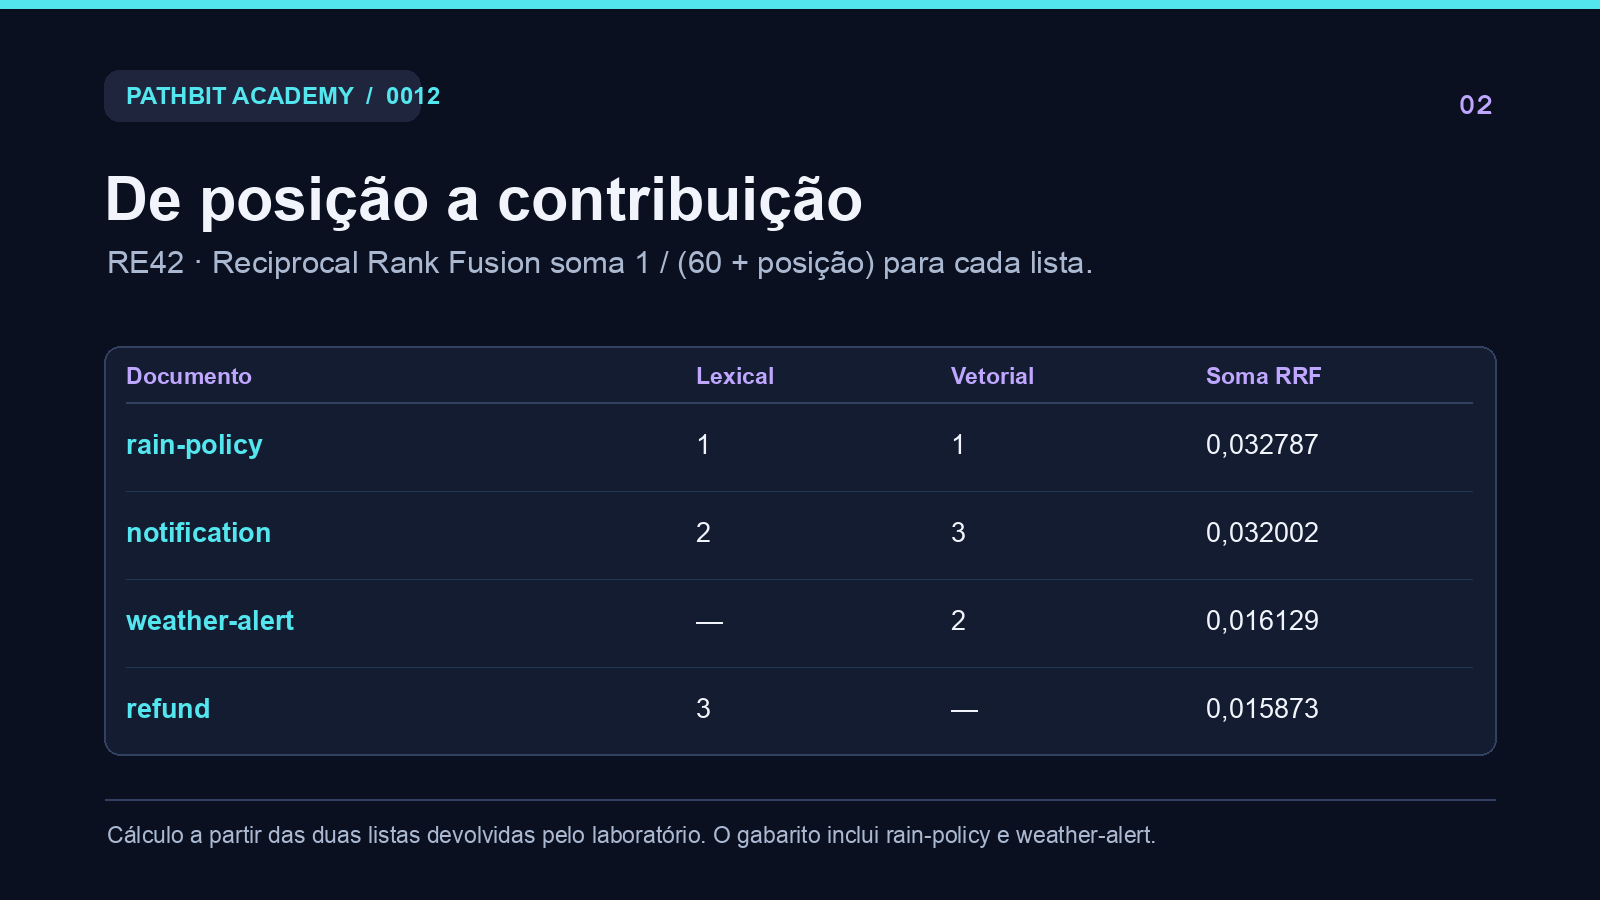 PATHBIT ACADEMY / 0012
02
De posição a contribuição
RE42 · Reciprocal Rank Fusion soma 1 / (60 + posição) para cada lista.
Documento Lexical Vetorial Soma RRF
rain-policy 1 1 0,032787
notification 2 3 0,032002
weather-alert — 2 0,016129
refund 3 — 0,015873
Cálculo a partir das duas listas devolvidas pelo laboratório. O gabarito inclui rain-policy e weather-alert.